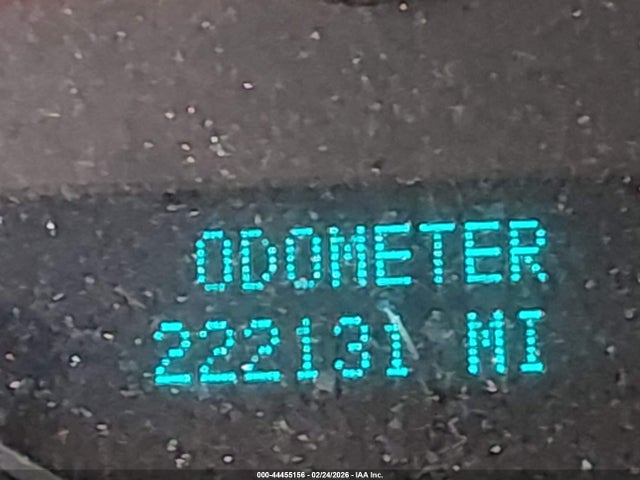 ODOMETER
222131 MI
000-44455156 - 02/24/2026 - IAA Inc.